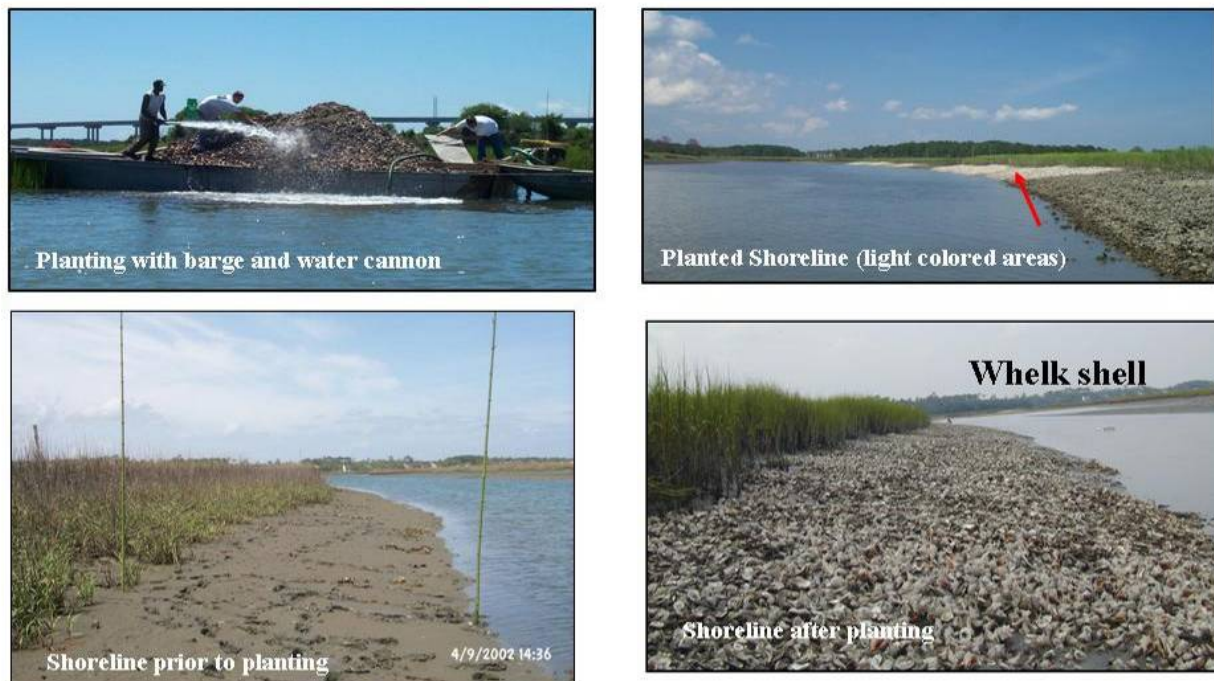 Planting with barge and water cannon
Planted Shoreline (light colored areas)
Shoreline prior to planting
4/9/2002 14:36
Whelk shell
Shoreline after planting